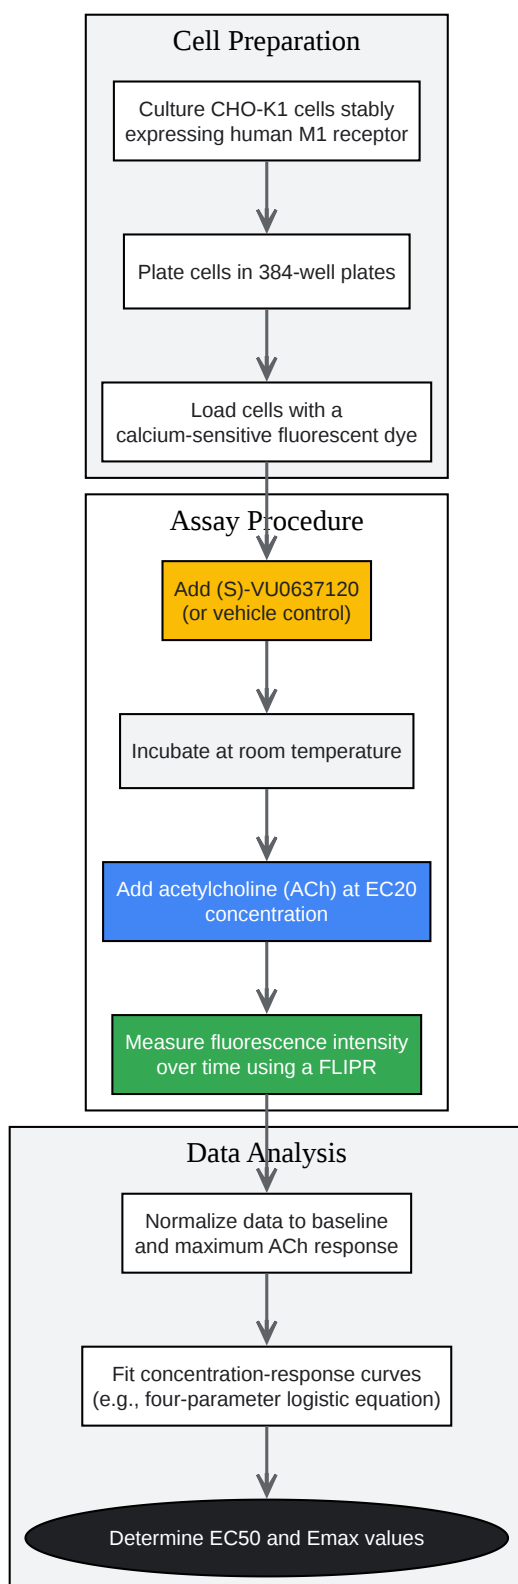 Cell Preparation
Culture CHO-K1 cells stably
expressing human M1 receptor
Plate cells in 384-well plates
Load cells with a
calcium-sensitive fluorescent dye
Assay Procedure
Add (S)-VU0637120
(or vehicle control)
Incubate at room temperature
Add acetylcholine (ACh) at EC20
concentration
Measure fluorescence intensity
over time using a FLIPR
Data Analysis
Normalize data to baseline
and maximum ACh response
Fit concentration-response curves
(e.g., four-parameter logistic equation)
Determine EC50 and Emax values